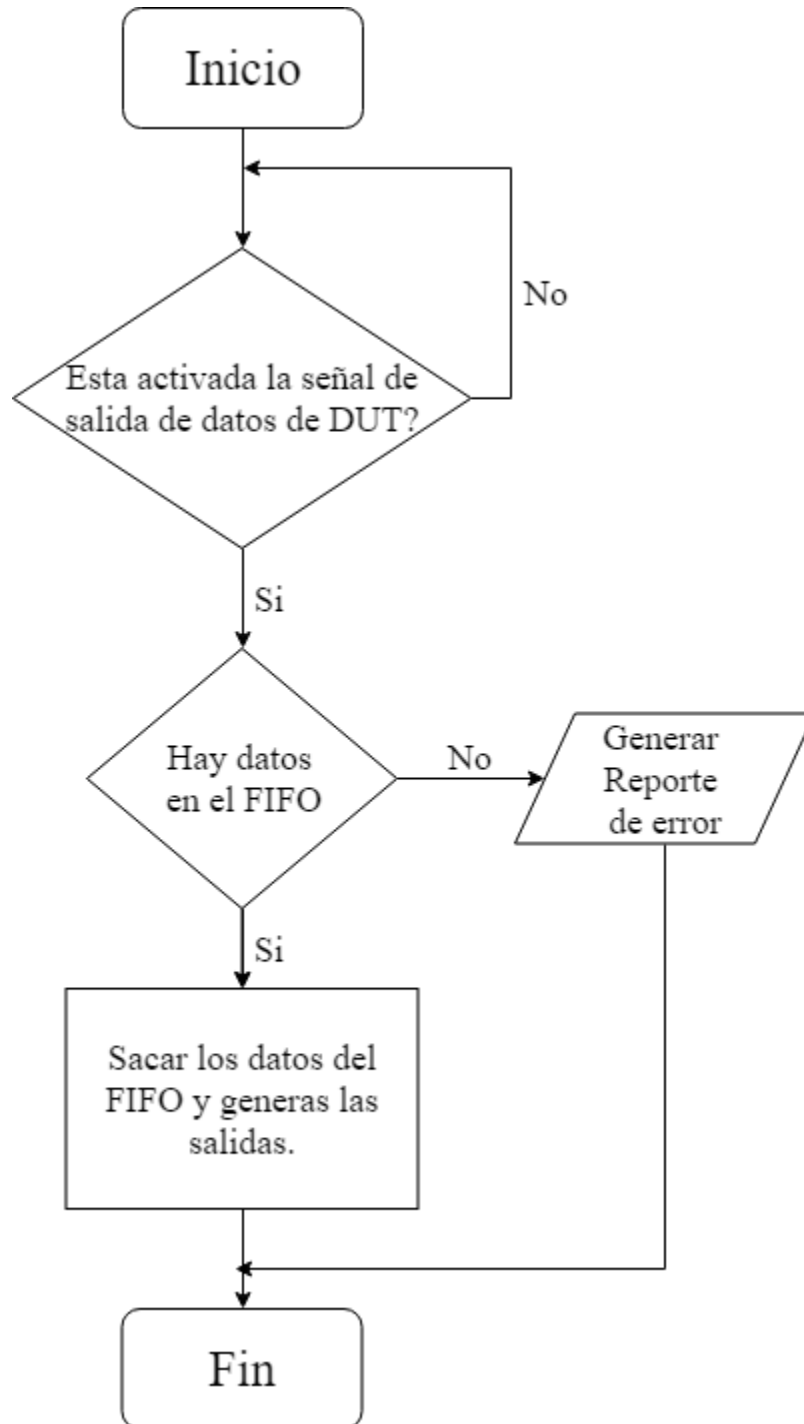 Inicio
No
Esta activada la señal de
salida de datos de DUT?
Si
Hay datos
en el FIFO
No
Generar
Reporte
de error
Si
Sacar los datos del
FIFO y generas las
salidas.
Fin